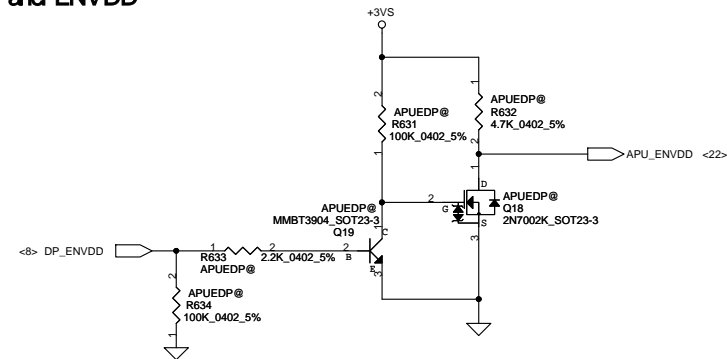 and ENVDD
+3VS
2
1
APUEDP@
R631
100K_0402_5%
1
2
APUEDP@
R632
4.7K_0402_5%
APU_ENVDD <22>
1
D
2
G
S
3
APUEDP@
Q18
2N7002K_SOT23-3
APUEDP@
MMBT3904_SOT23-3
Q19
1
C
2
B
E
3
<8> DP_ENVDD
1
2
R633
2.2K_0402_5%
APUEDP@
2
1
APUEDP@
R634
100K_0402_5%